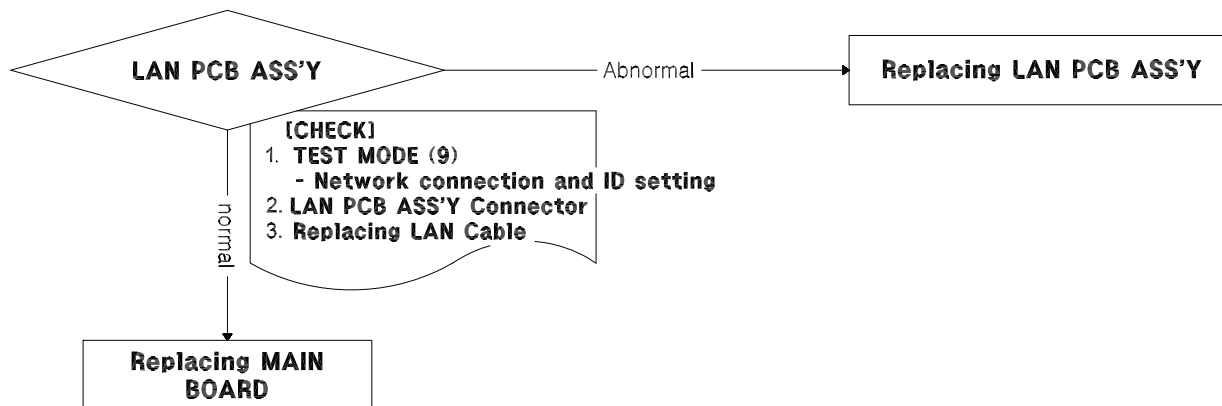 LAN PCB ASS'Y
Abnormal
Replacing LAN PCB ASS'Y
[CHECK]
1. TEST MODE (9)
- Network connection and ID setting
2. LAN PCB ASS'Y Connector
3. Replacing LAN Cable
normal
Replacing MAIN
BOARD